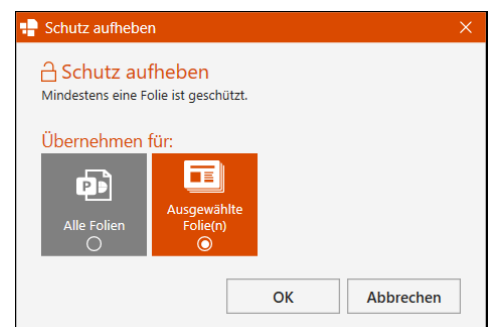 Schutz aufheben
Schutz aufheben
Mindestens eine Folie ist geschützt.
Übernehmen für:
Alle Folien
Ausgewählte
Folie(n)
OK
Abbrechen